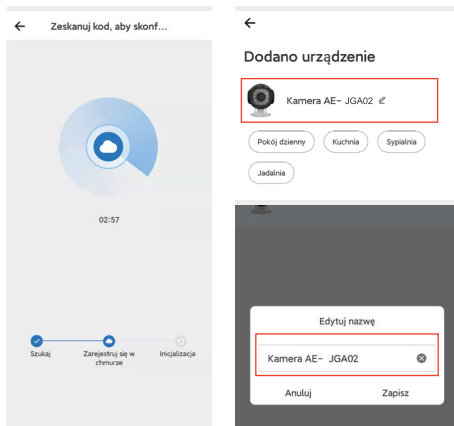 Zeskanuj kod, aby skonf...
02:57
Szukaj
Zarejestruj się w
chmurze
Inicjalizacja
Dodano urządzenie
Kamera AE- JGA02
Pokój dzienny
Kuchnia
Sypialnia
Jadalnia
Edytuj nazwę
Kamera AE- JGA02
Anuluj
Zapisz